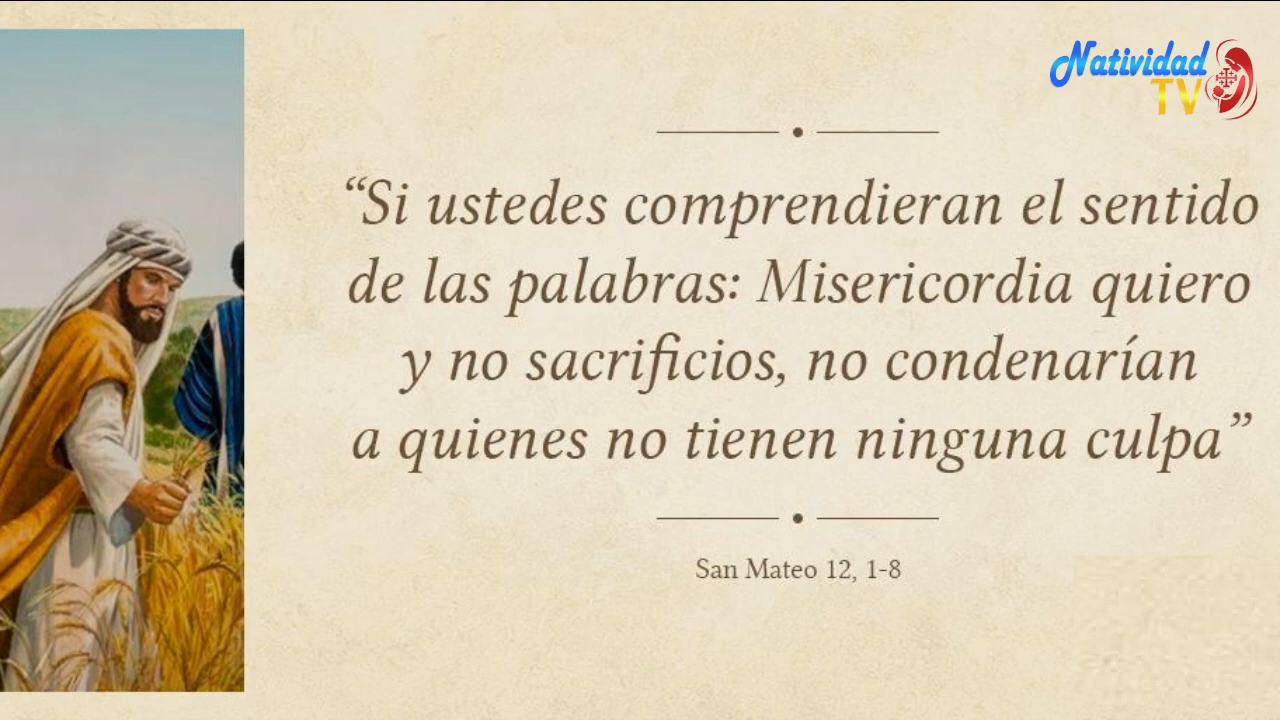 Natividad
TV
“Si ustedes comprendieran el sentido
de las palabras: Misericordia quiero
y no sacrificios, no condenarían
a quienes no tienen ninguna culpa”
San Mateo 12, 1-8